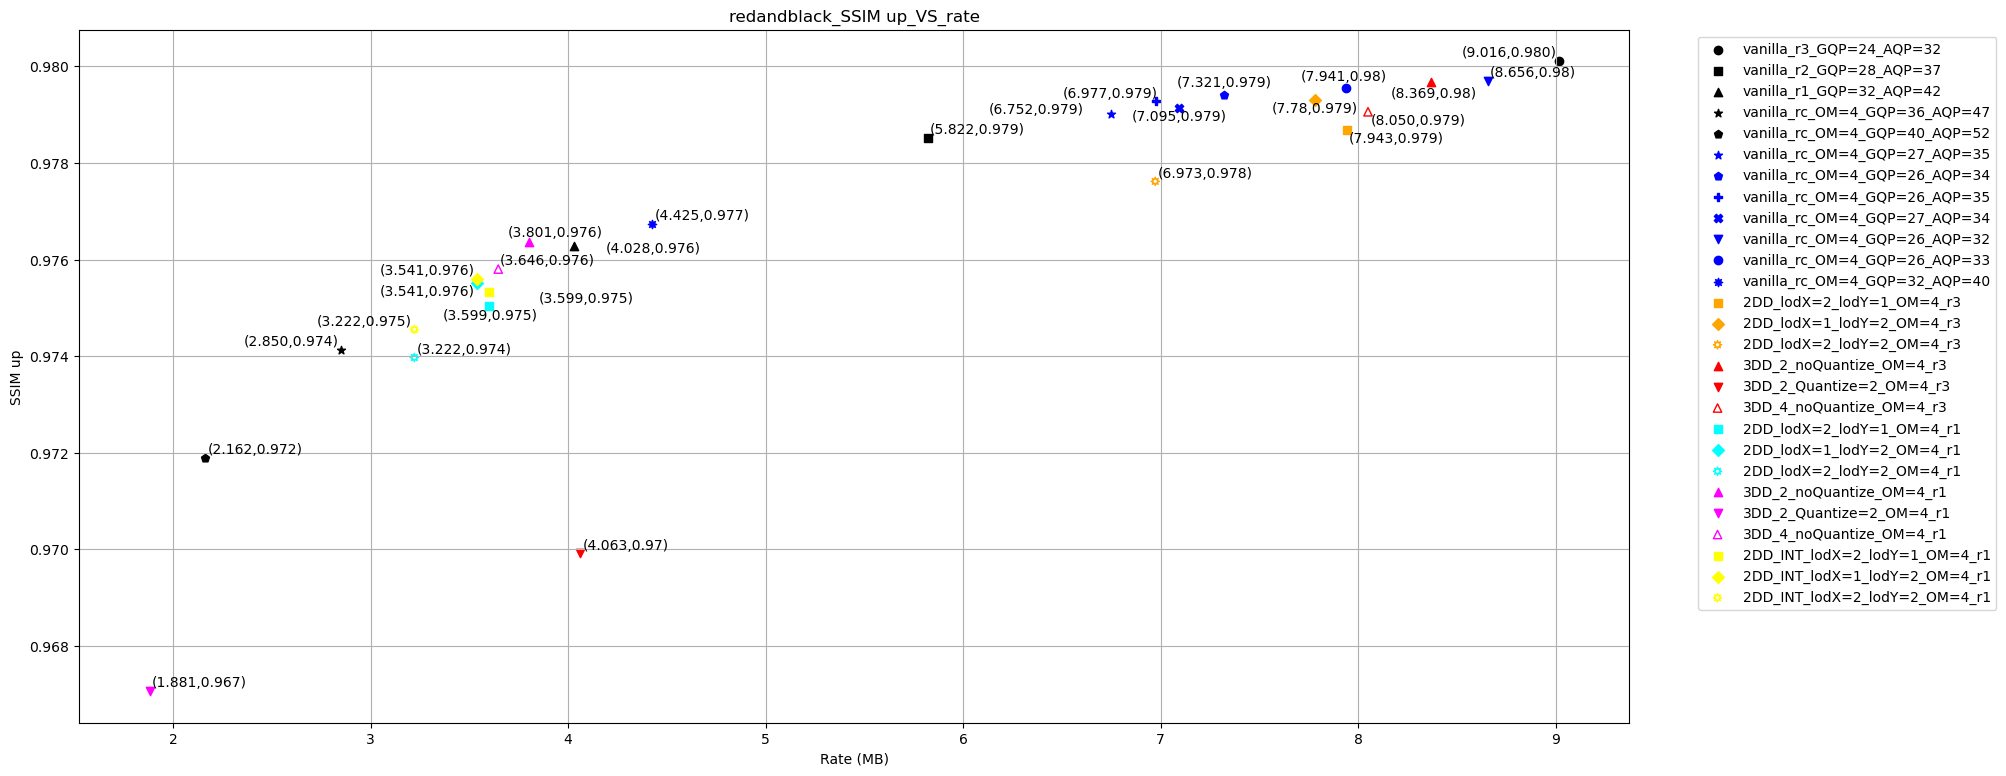 redandblack_SSIM up_VS_rate
SSIM up
0.980
0.978
0.976
0.974
0.972
0.970
0.968
(9.016,0.980)
(8.656,0.98)
(7.941,0.98)
(7.321,0.979)
(8.369,0.98)
(6.977,0.979)
(6.752,0.979)
(7.78,0.979)
(7.095,0.979)
(8.050,0.979)
(5.822,0.979)
(7.943,0.979)
(6.973,0.978)
(4.425,0.977)
(3.801,0.976)
(4.028,0.976)
(3.646,0.976)
(3.541,0.976)
(3.541,0.976)
(3.599,0.975)
(3.599,0.975)
(3.222,0.975)
(2.850,0.974)
(3.222,0.974)
(2.162,0.972)
(4.063,0.97)
(1.881,0.967)
2
3
4
5
6
7
8
9
Rate (MB)
vanilla_r3_GQP=24_AQP=32
vanilla_r2_GQP=28_AQP=37
vanilla_r1_GQP=32_AQP=42
vanilla_rc_OM=4_GQP=36_AQP=47
vanilla_rc_OM=4_GQP=40_AQP=52
vanilla_rc_OM=4_GQP=27_AQP=35
vanilla_rc_OM=4_GQP=26_AQP=34
vanilla_rc_OM=4_GQP=26_AQP=35
vanilla_rc_OM=4_GQP=27_AQP=34
vanilla_rc_OM=4_GQP=26_AQP=32
vanilla_rc_OM=4_GQP=26_AQP=33
vanilla_rc_OM=4_GQP=32_AQP=40
2DD_lodX=2_lodY=1_OM=4_r3
2DD_lodX=1_lodY=2_OM=4_r3
2DD_lodX=2_lodY=2_OM=4_r3
3DD_2_noQuantize_OM=4_r3
3DD_2_Quantize=2_OM=4_r3
3DD_4_noQuantize_OM=4_r3
2DD_lodX=2_lodY=1_OM=4_r1
2DD_lodX=1_lodY=2_OM=4_r1
2DD_lodX=2_lodY=2_OM=4_r1
3DD_2_noQuantize_OM=4_r1
3DD_2_Quantize=2_OM=4_r1
3DD_4_noQuantize_OM=4_r1
2DD_INT_lodX=2_lodY=1_OM=4_r1
2DD_INT_lodX=1_lodY=2_OM=4_r1
2DD_INT_lodX=2_lodY=2_OM=4_r1